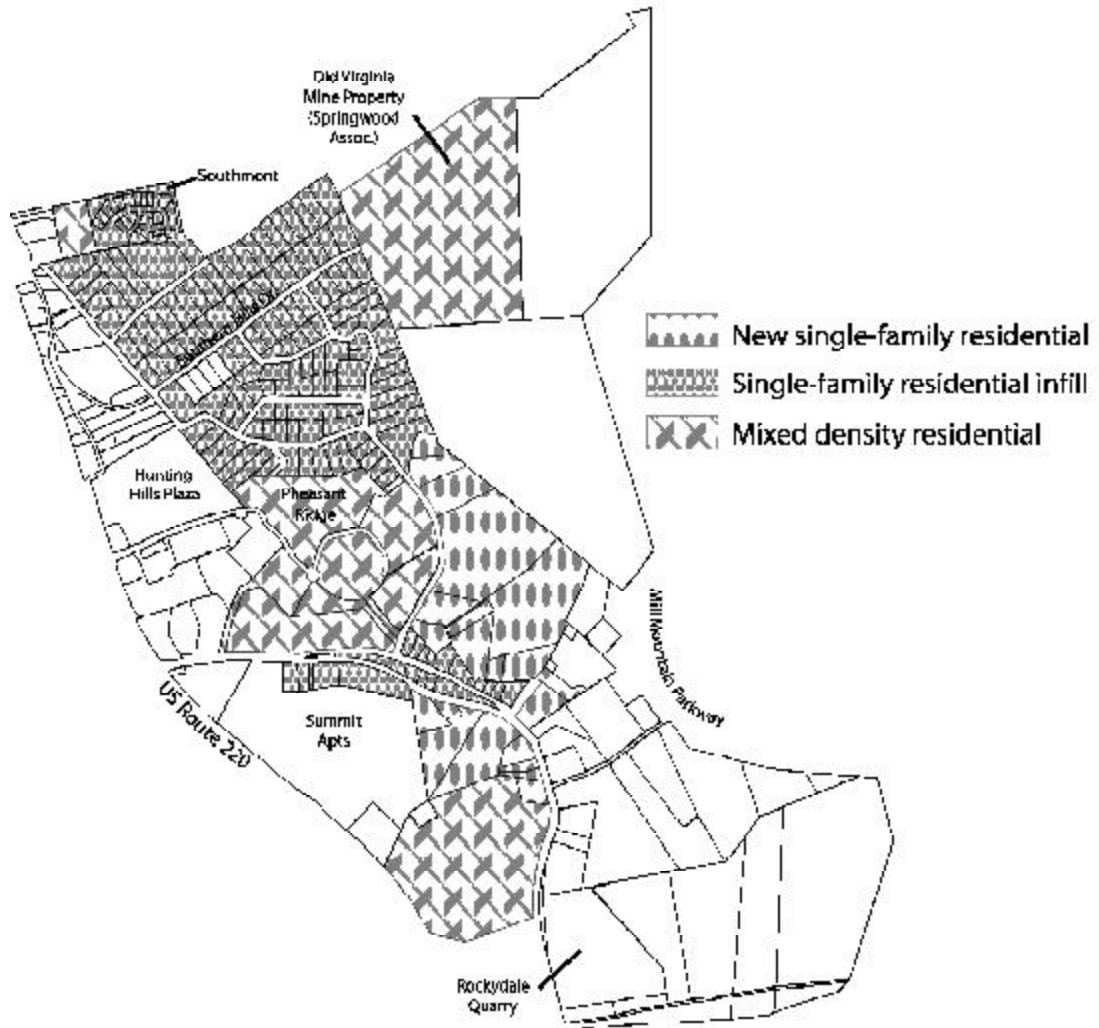 Old Virginia
Mine Property
(Springwood
Assoc.)
Southmont
New single-family residential
Single-family residential infill
Mixed density residential
Hunting
Hills Plaza
Pheasant
Ridge
Mill Mountain Parkway
US Route 220
Summit
Apts
Rockydale
Quarry